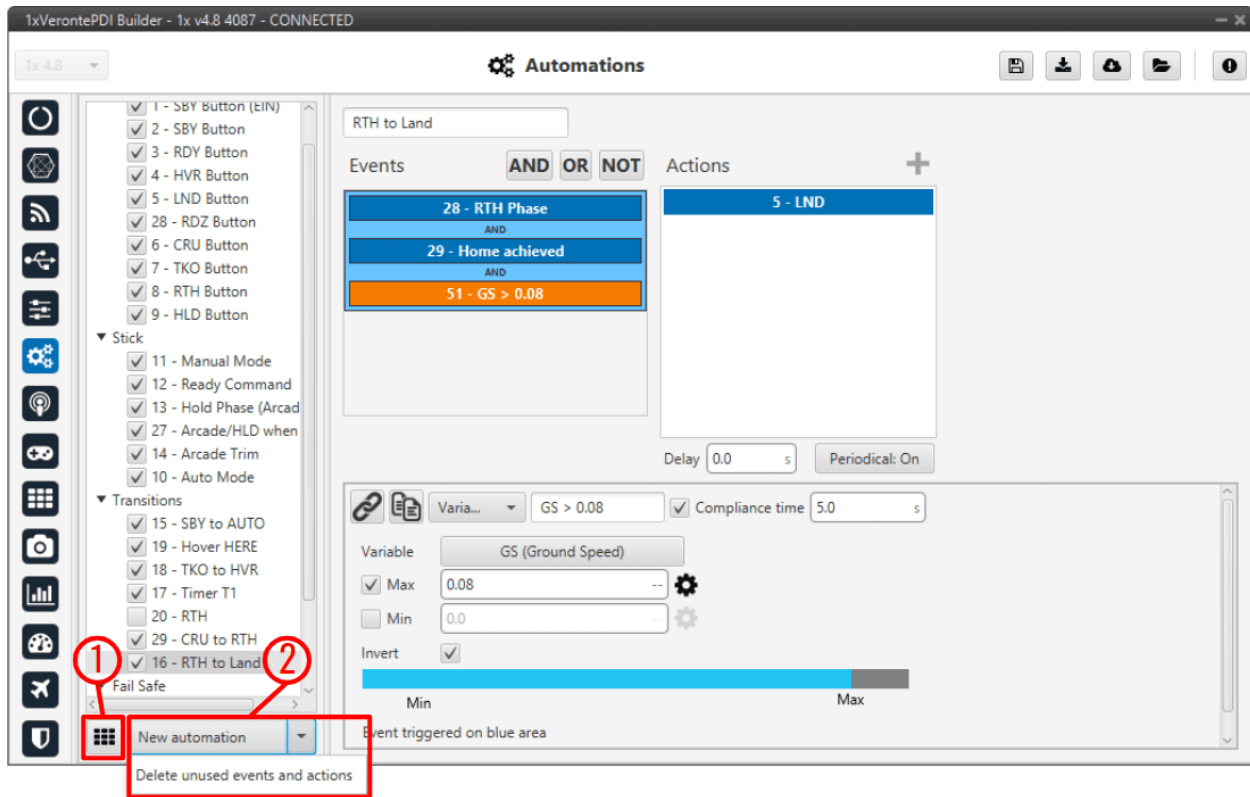 1xVerontePDI Builder - 1x v4.8 4087 - CONNECTED
1x 4.8
Automations
1 - SBY Button (EIN)
2 - SBY Button
3 - RDY Button
4 - HVR Button
5 - LND Button
28 - RDZ Button
6 - CRU Button
7 - TKO Button
8 - RTH Button
9 - HLD Button
Stick
11 - Manual Mode
12 - Ready Command
13 - Hold Phase (Arcad
27 - Arcade/HLD when
14 - Arcade Trim
10 - Auto Mode
Transitions
15 - SBY to AUTO
19 - Hover HERE
18 - TKO to HVR
17 - Timer T1
20 - RTH
29 - CRU to RTH
16 - RTH to Land
Fail Safe
1
2
New automation
Delete unused events and actions
RTH to Land
Events AND OR NOT
28 - RTH Phase
AND
29 - Home achieved
AND
51 - GS > 0.08
Actions
5 - LND
Delay 0.0 s Periodical: On
Varia... GS > 0.08 Compliance time 5.0 s
Variable GS (Ground Speed)
Max 0.08 --
Min 0.0 --
Invert
Min Max
Event triggered on blue area